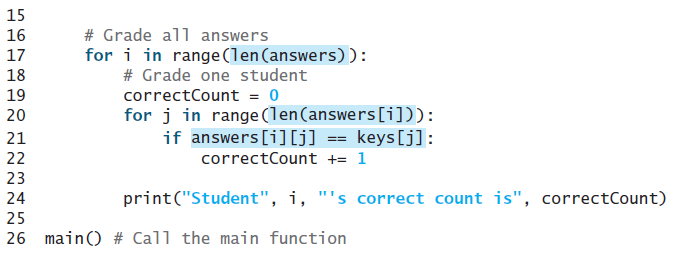 15
16 # Grade all answers
17 for i in range(len(answers)):
18 # Grade one student
19 correctCount = 0
20 for j in range(len(answers[i])):
21 if answers[i][j] == keys[j]:
22 correctCount += 1
23
24 print("Student", i, "'s correct count is", correctCount)
25
26 main() # Call the main function